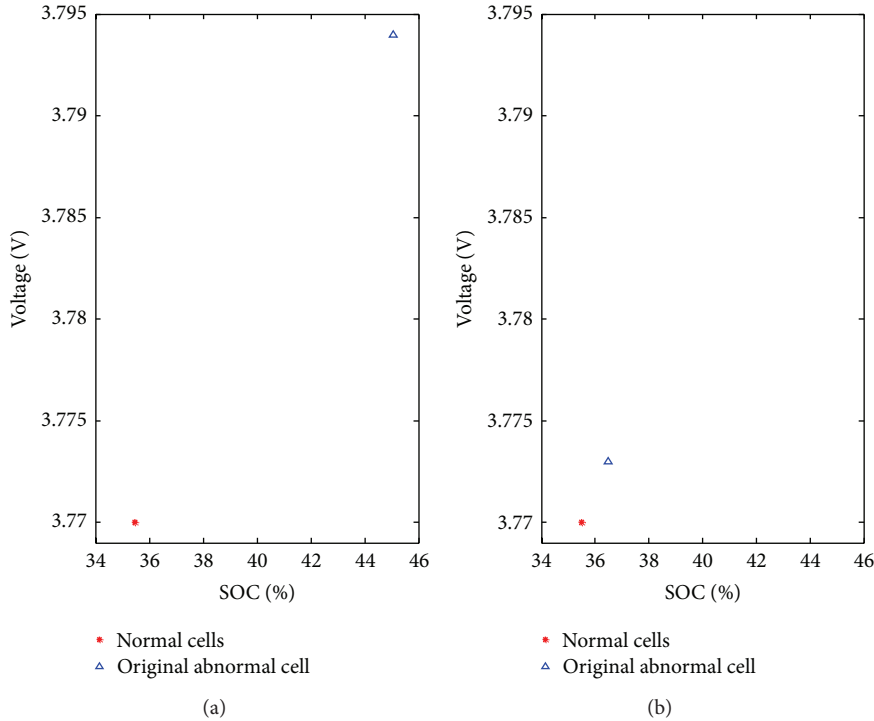 3.795
3.79
3.785
3.78
3.775
3.77
Voltage (V)
34 36 38 40 42 44 46
SOC (%)
Normal cells
Original abnormal cell
(a)
3.795
3.79
3.785
3.78
3.775
3.77
Voltage (V)
34 36 38 40 42 44 46
SOC (%)
Normal cells
Original abnormal cell
(b)